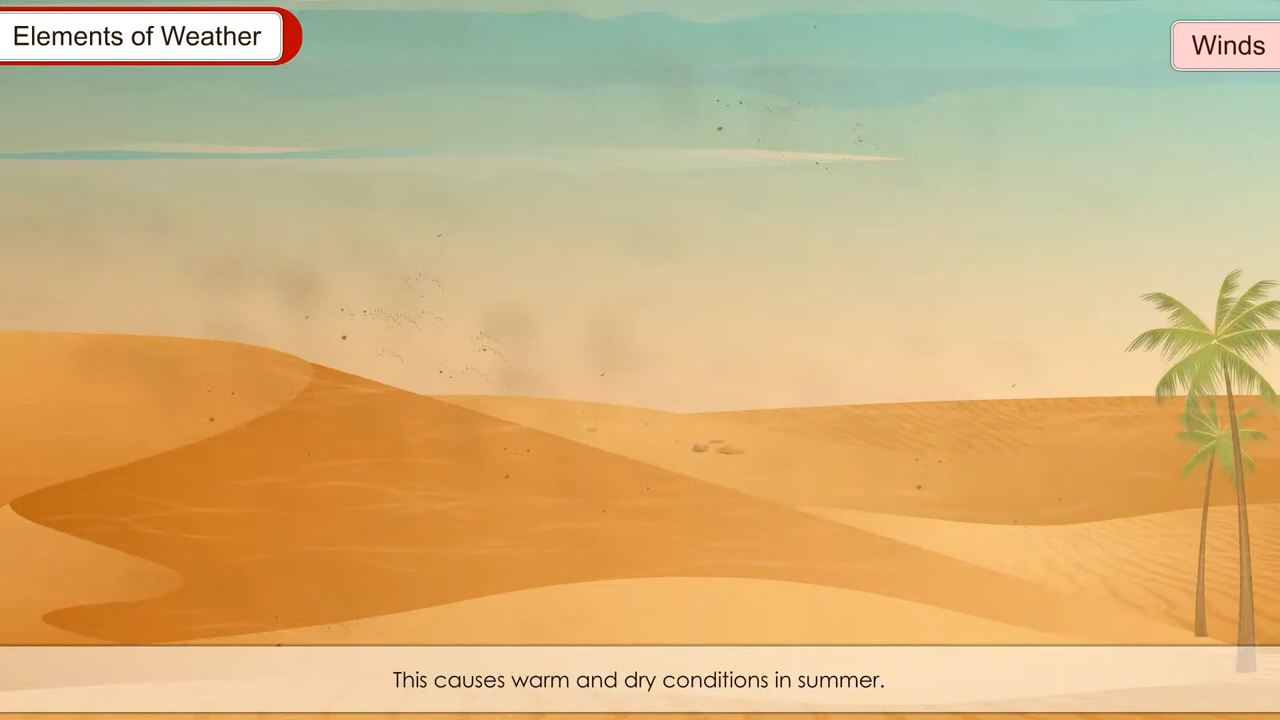 Elements of Weather
Winds
This causes warm and dry conditions in summer.